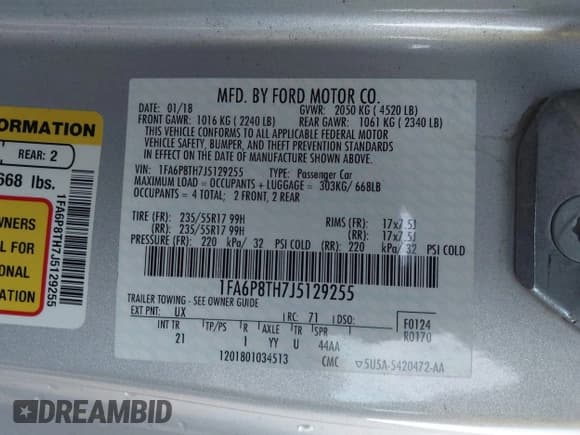 MFD. BY FORD MOTOR CO.
DATE: 01/18 GVWR: 2050 KG ( 4520 LB)
FRONT GAWR: 1016 KG ( 2240 LB) REAR GAWR: 1061 KG ( 2340 LB)
THIS VEHICLE CONFORMS TO ALL APPLICABLE FEDERAL MOTOR
VEHICLE SAFETY, BUMPER, AND THEFT PREVENTION STANDARDS
IN EFFECT ON THE DATE OF MANUFACTURE SHOWN ABOVE.
VIN: 1FA6P8TH7J5129255 TYPE: Passenger Car
MAXIMUM LOAD = OCCUPANTS + LUGGAGE = 303KG/ 668LB
OCCUPANTS = 4 TOTAL; 2 FRONT, 2 REAR
TIRE (FR): 235/55R17 99H RIMS (FR): 17x7.5J
(RR): 235/55R17 99H (RR): 17x7.5J
PRESSURE (FR): 220 kPa/ 32 PSI COLD (RR): 220 kPa/ 32 PSI COLD
1FA6P8TH7J5129255
TRAILER TOWING - SEE OWNER GUIDE
EXT PNT: UX RC: 71 DSO: F0124
INT TR TP/PS R AXLE TR SPR R0170
21 I YY U 44AA
1201801034513 CMC ▽5U5A-5420472-AA
FORMATION
REAR: 2
668 lbs.
WNERS
L FOR
ONAL
ATION
1FA6P8TH7J5129255
DREAMBID